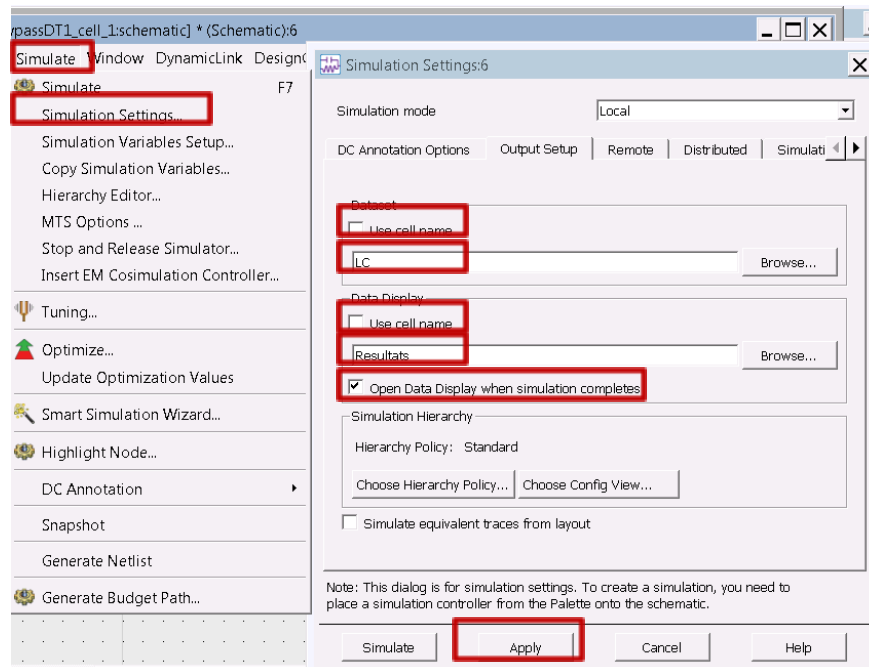 ypassDT1_cell_1:schematic] * (Schematic):6
Simulate Window DynamicLink Design
Simulate F7
Simulation Settings...
Simulation Variables Setup...
Copy Simulation Variables...
Hierarchy Editor...
MTS Options ...
Stop and Release Simulator...
Insert EM Cosimulation Controller...
Tuning...
Optimize...
Update Optimization Values
Smart Simulation Wizard...
Highlight Node...
DC Annotation
Snapshot
Generate Netlist
Generate Budget Path...
Simulation Settings:6
Simulation mode Local
DC Annotation Options Output Setup Remote Distributed Simulati
Dataset
Use cell name
LC Browse...
Data Display
Use cell name
Resultats Browse...
Open Data Display when simulation completes
Simulation Hierarchy
Hierarchy Policy: Standard
Choose Hierarchy Policy... Choose Config View...
Simulate equivalent traces from layout
Note: This dialog is for simulation settings. To create a simulation, you need to
place a simulation controller from the Palette onto the schematic.
Simulate Apply Cancel Help